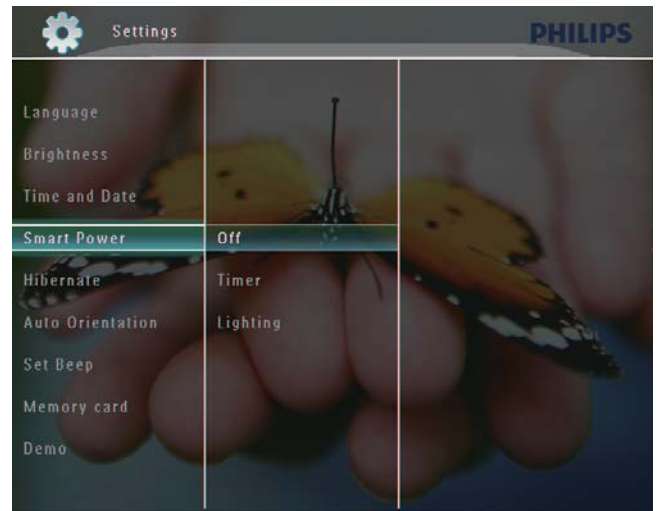 Settings
PHILIPS
Language
Brightness
Time and Date
Smart Power
Hibernate
Auto Orientation
Set Beep
Memory card
Demo
Off
Timer
Lighting